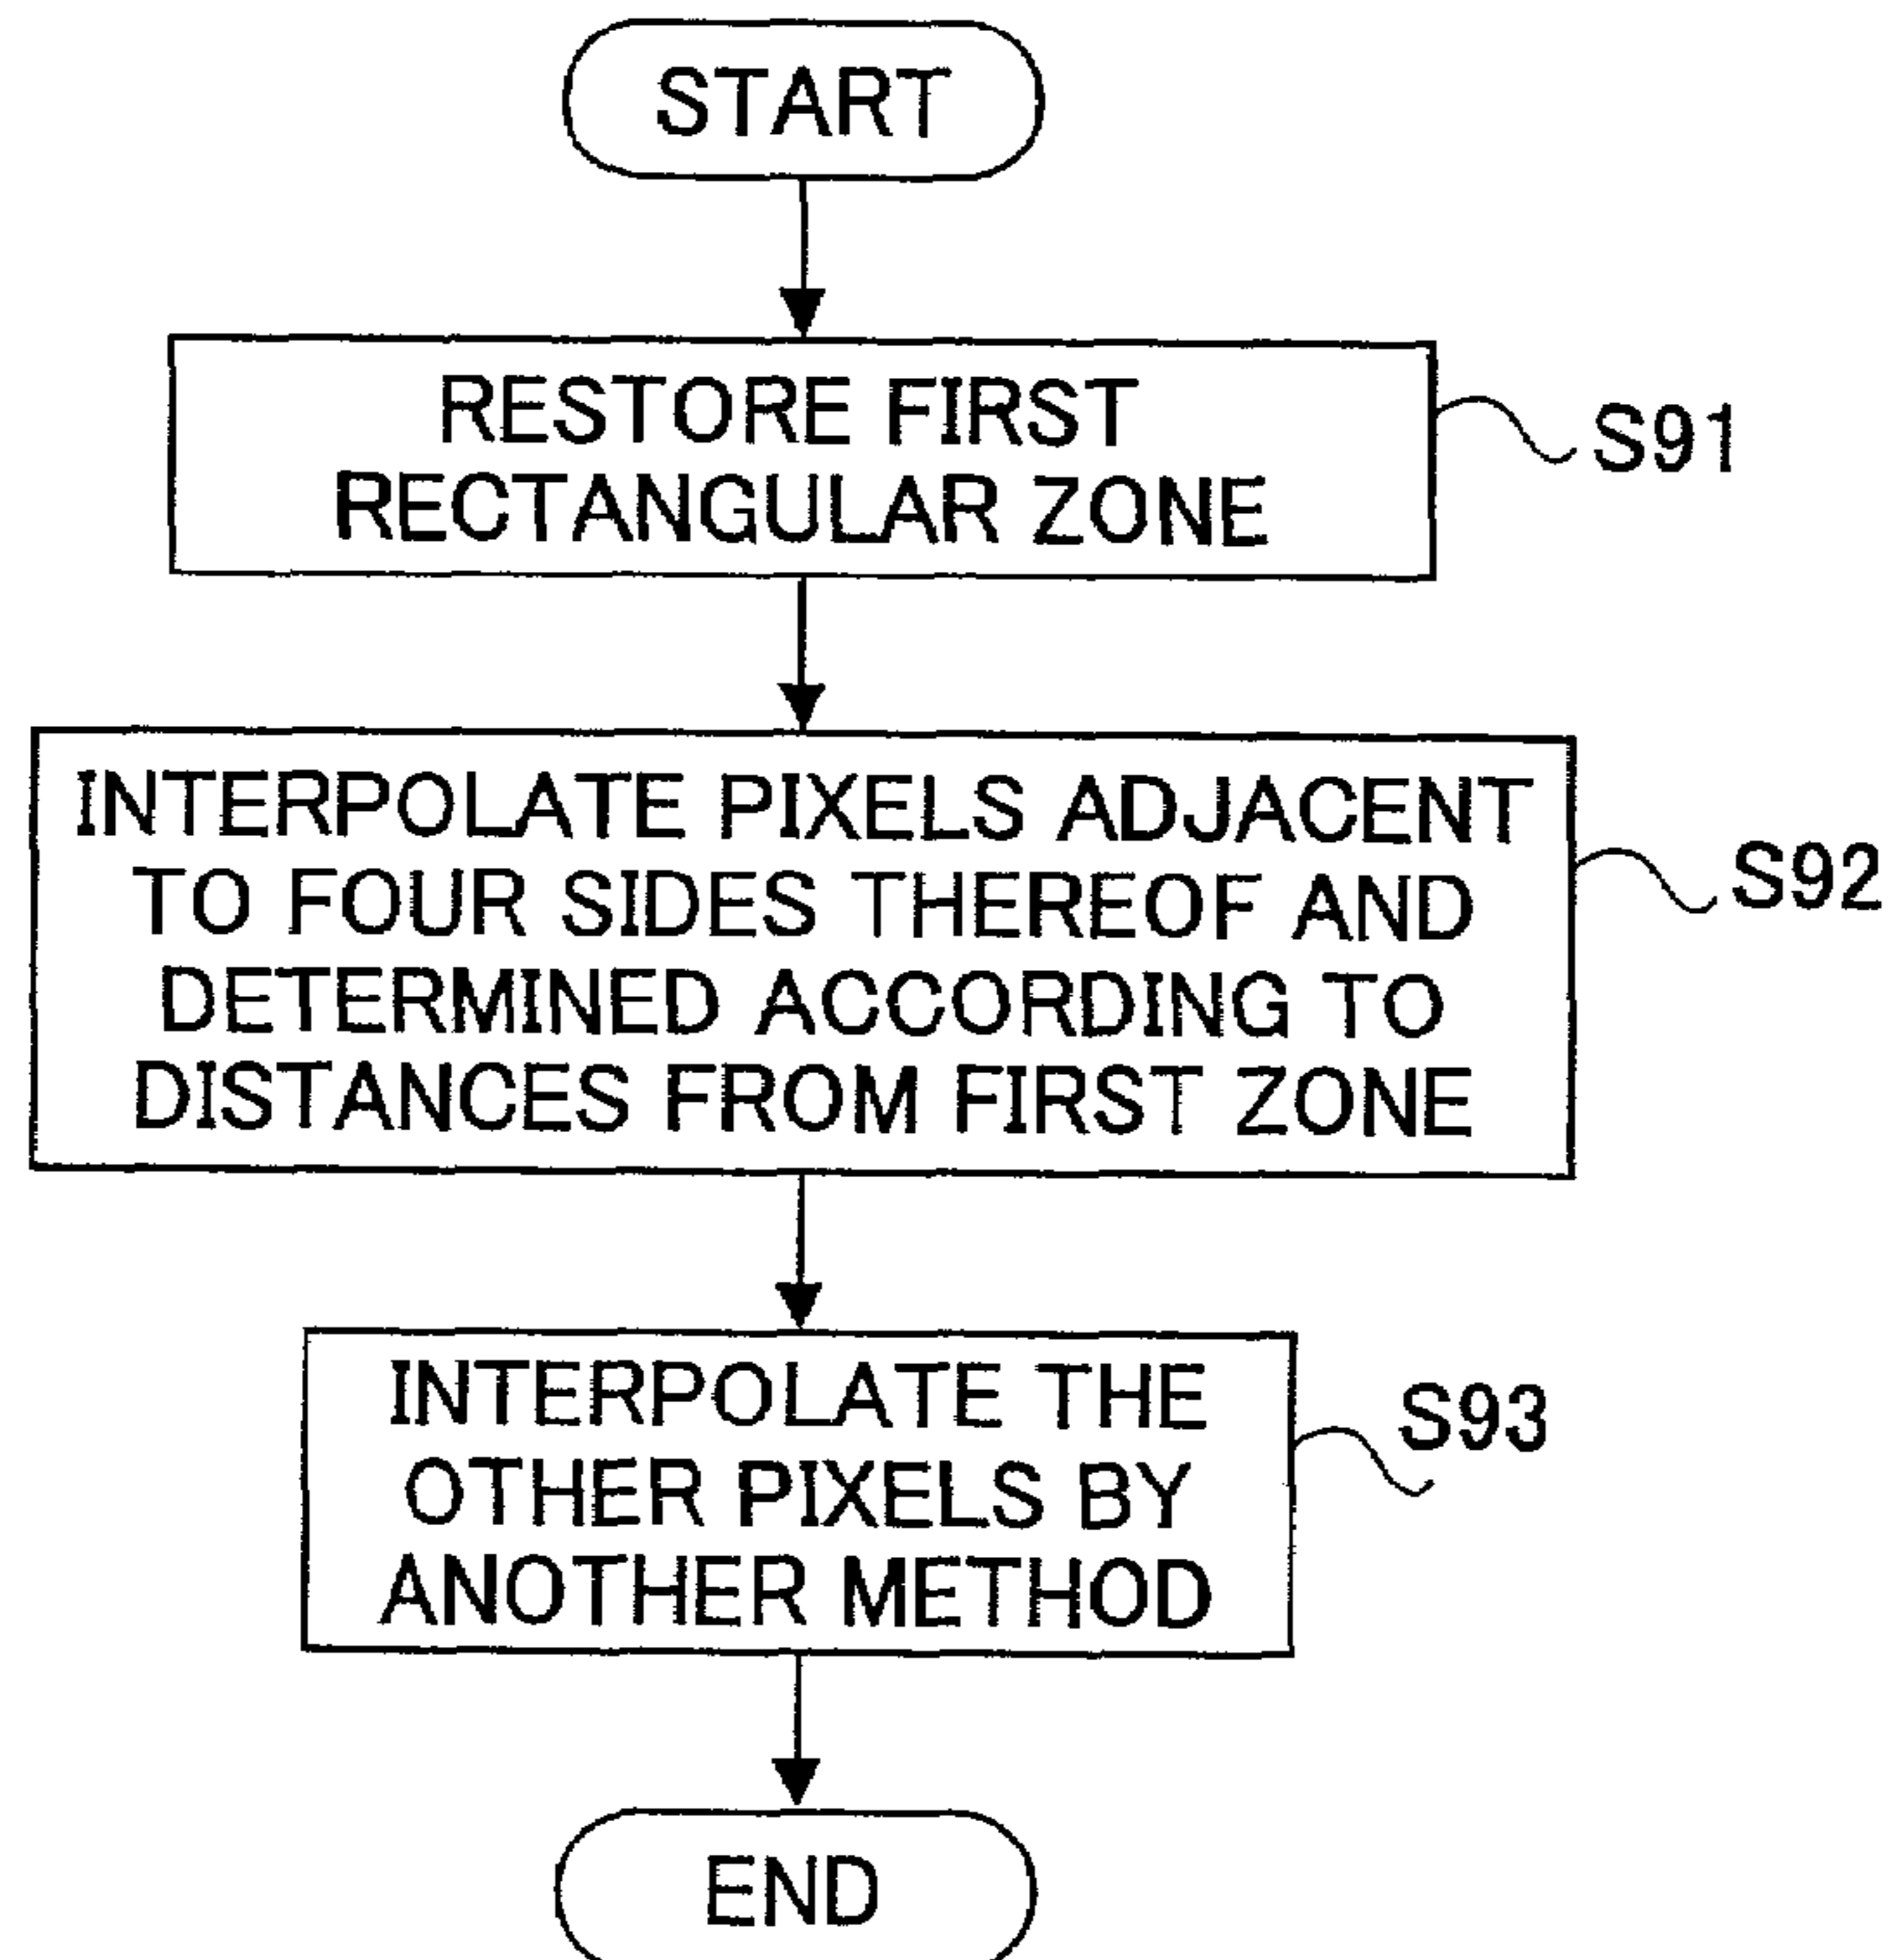 START
RESTORE FIRST
RECTANGULAR ZONE
S91
INTERPOLATE PIXELS ADJACENT
TO FOUR SIDES THEREOF AND
DETERMINED ACCORDING TO
DISTANCES FROM FIRST ZONE
S92
INTERPOLATE THE
OTHER PIXELS BY
ANOTHER METHOD
S93
END